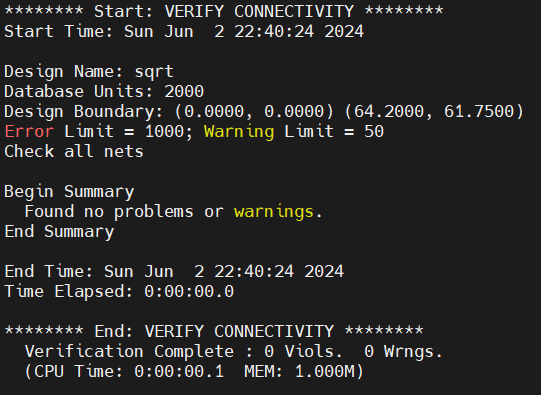 ******** Start: VERIFY CONNECTIVITY ********
Start Time: Sun Jun  2 22:40:24 2024
Design Name: sqrt
Database Units: 2000
Design Boundary: (0.0000, 0.0000) (64.2000, 61.7500)
Error Limit = 1000; Warning Limit = 50
Check all nets
Begin Summary
  Found no problems or warnings.
End Summary
End Time: Sun Jun  2 22:40:24 2024
Time Elapsed: 0:00:00.0
******** End: VERIFY CONNECTIVITY ********
  Verification Complete : 0 Viols.  0 Wrngs.
  (CPU Time: 0:00:00.1  MEM: 1.000M)